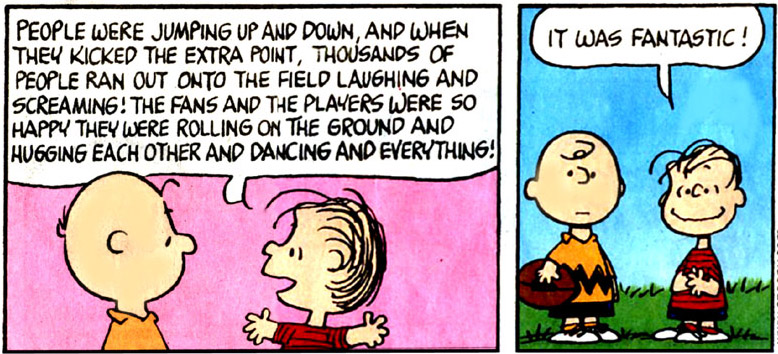 PEOPLE WERE JUMPING UP AND DOWN, AND WHEN
THEY KICKED THE EXTRA POINT, THOUSANDS OF
PEOPLE RAN OUT ONTO THE FIELD LAUGHING AND
SCREAMING! THE FANS AND THE PLAYERS WERE SO
HAPPY THEY WERE ROLLING ON THE GROUND AND
HUGGING EACH OTHER AND DANCING AND EVERYTHING!
IT WAS FANTASTIC!